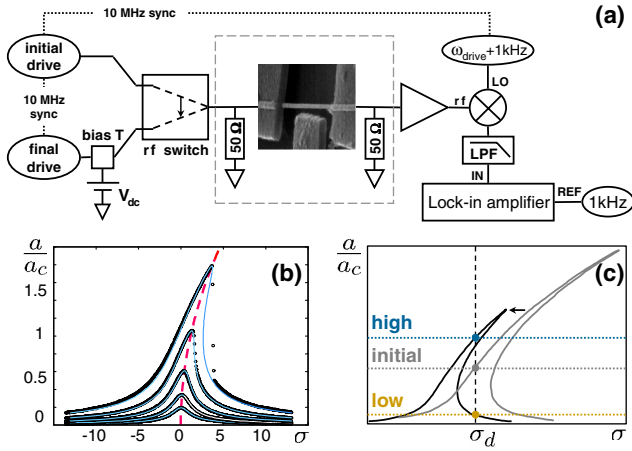 10 MHz sync
(a)
initial drive
ω_drive+1kHz
10 MHz sync
LO
bias T
rf
final drive
rf switch
50 Ω
50 Ω
LPF
V_dc
IN
Lock-in amplifier
REF
1kHz
a/a_c
(b)
1.5
1
0.5
0
-10
-5
0
5
10
σ
a/a_c
(c)
high
initial
low
σ_d
σ